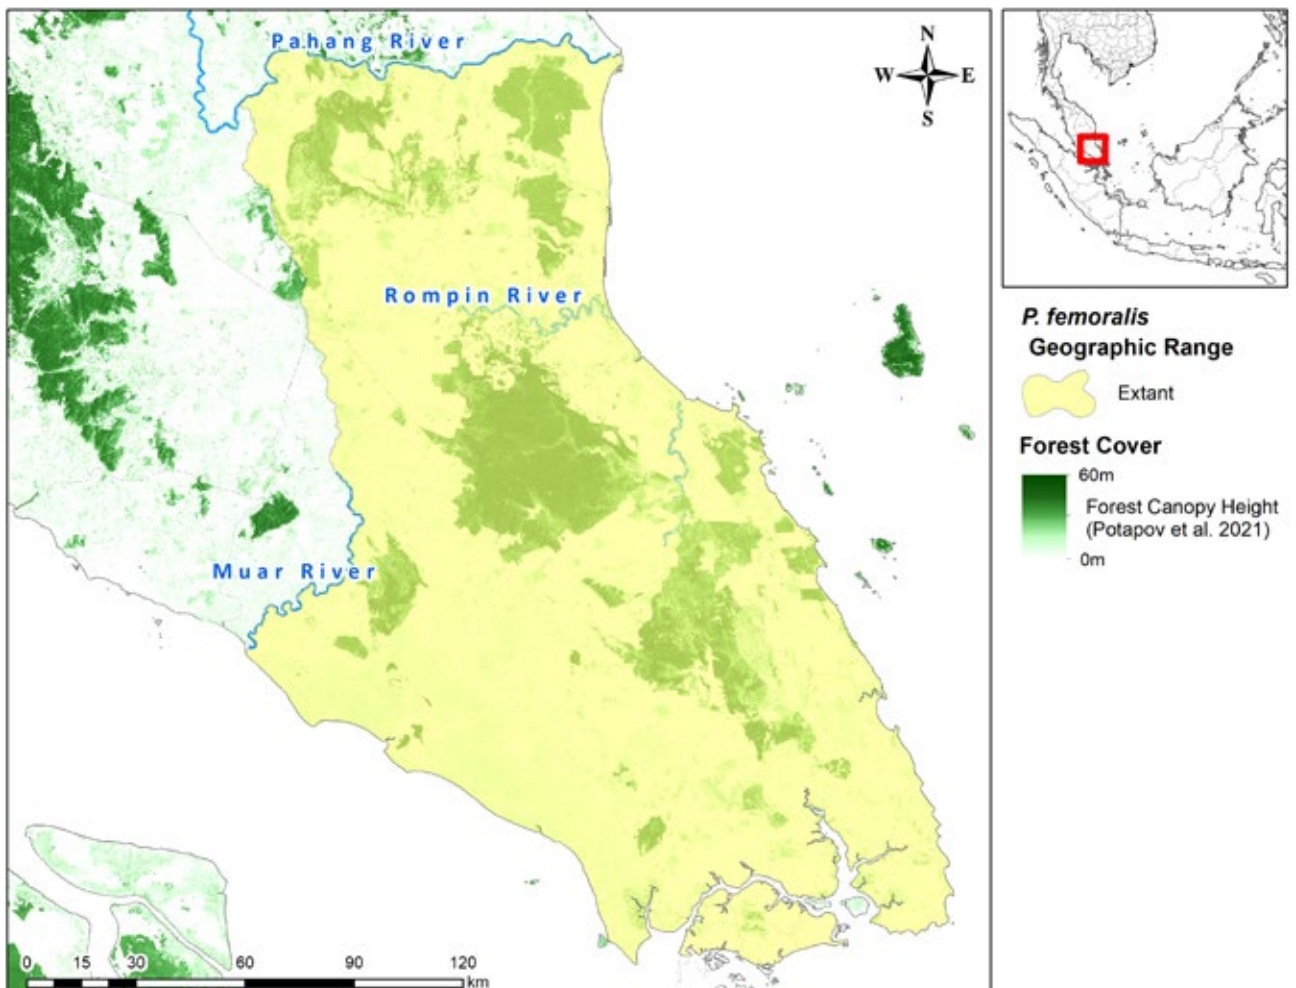 Pahang River
N
W E
S
Rompin River
Muar River
0 15 30 60 90 120
km
P. femoralis
Geographic Range
Extant
Forest Cover
60m
Forest Canopy Height
(Potapov et al. 2021)
0m